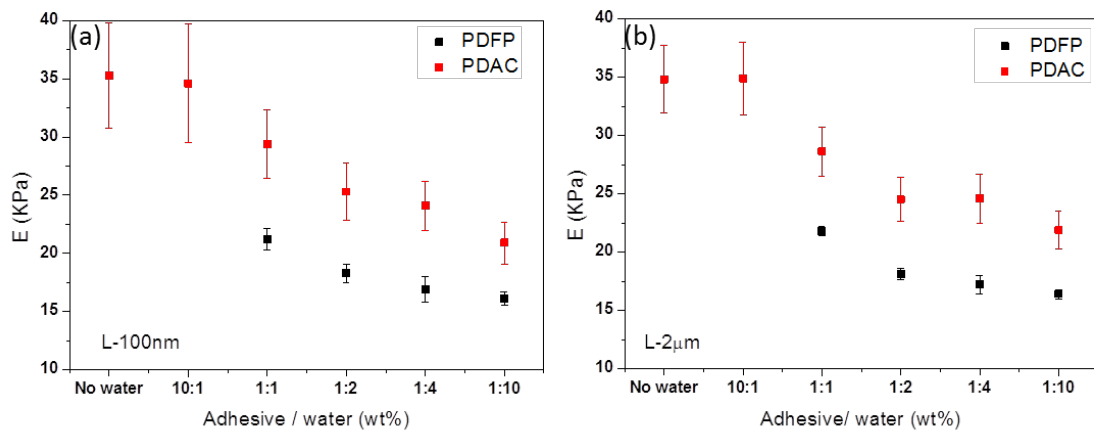 (a)
PDFP
PDAC
40
35
30
25
20
15
10
E (KPa)
L-100nm
No water 10:1 1:1 1:2 1:4 1:10
Adhesive / water (wt%)
(b)
PDFP
PDAC
40
35
30
25
20
15
10
E (KPa)
L-2μm
No water 10:1 1:1 1:2 1:4 1:10
Adhesive/ water (wt%)